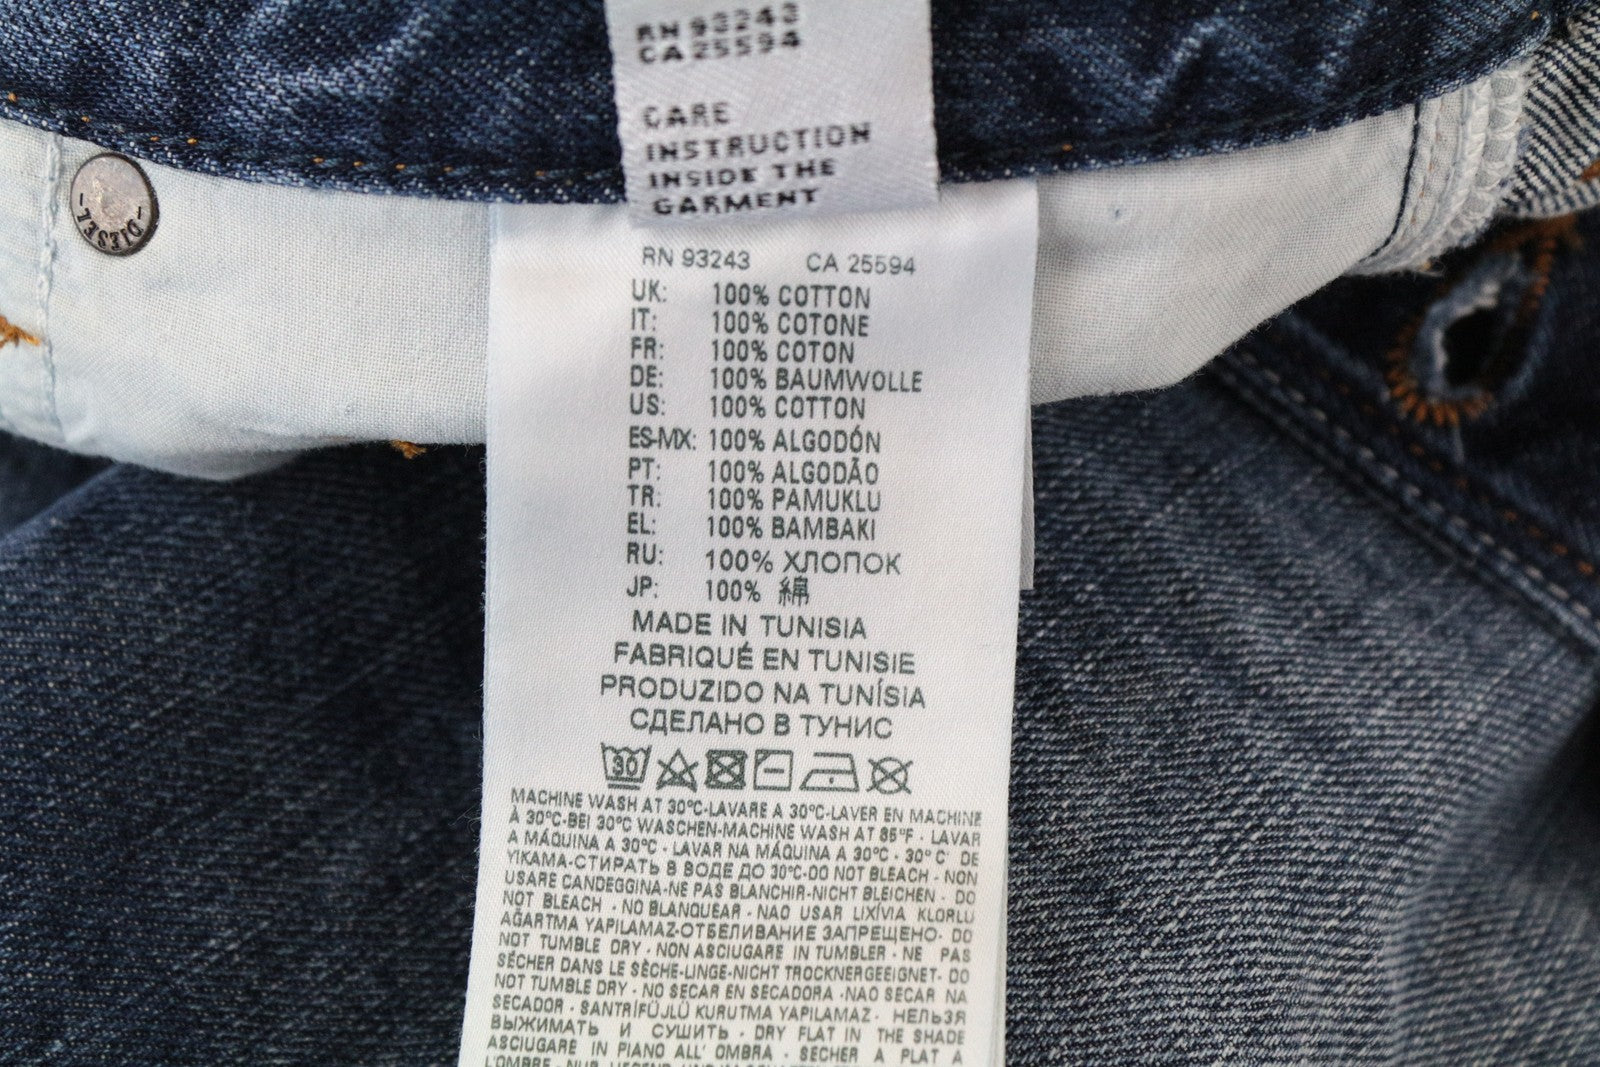 RN 93243
CA 25594
CARE
INSTRUCTION
INSIDE THE
GARMENT
-DIESEL-
RN 93243 CA 25594
UK: 100% COTTON
IT: 100% COTONE
FR: 100% COTON
DE: 100% BAUMWOLLE
US: 100% COTTON
ES-MX: 100% ALGODÓN
PT: 100% ALGODÃO
TR: 100% PAMUKLU
EL: 100% BAMBAKI
RU: 100% ХЛОПОК
JP: 100% 綿
MADE IN TUNISIA
FABRIQUÉ EN TUNISIE
PRODUZIDO NA TUNÍSIA
СДЕЛАНО В ТУНИС
30
MACHINE WASH AT 30°C-LAVARE A 30°C-LAVER EN MACHINE
À 30°C-BEI 30°C WASCHEN-MACHINE WASH AT 85°F - LAVAR
A MÁQUINA A 30°C - LAVAR NA MÁQUINA A 30°C - 30° C' DE
YIKAMA-СТИРАТЬ В ВОДЕ ДО 30°C-DO NOT BLEACH - NON
USARE CANDEGGINA-NE PAS BLANCHIR-NICHT BLEICHEN - DO
NOT BLEACH - NO BLANQUEAR - NAO USAR LIXÍVIA KLORLU
AĞARTMA YAPILAMAZ-ОТБЕЛИВАНИЕ ЗАПРЕЩЕНО- DO
NOT TUMBLE DRY - NON ASCIUGARE IN TUMBLER - NE PAS
SÉCHER DANS LE SÈCHE-LINGE-NICHT TROCKNERGEEIGNET- DO
NOT TUMBLE DRY - NO SECAR EN SECADORA -NAO SECAR NA
SECADOR - SANTRİFÜJLÜ KURUTMA YAPILAMAZ - НЕЛЬЗЯ
ВЫЖИМАТЬ И СУШИТЬ - DRY FLAT IN THE SHADE
ASCIUGARE IN PIANO ALL' OMBRA - SÉCHER A PLAT A
L'OMBRE - NUR LIEGEND UND IM